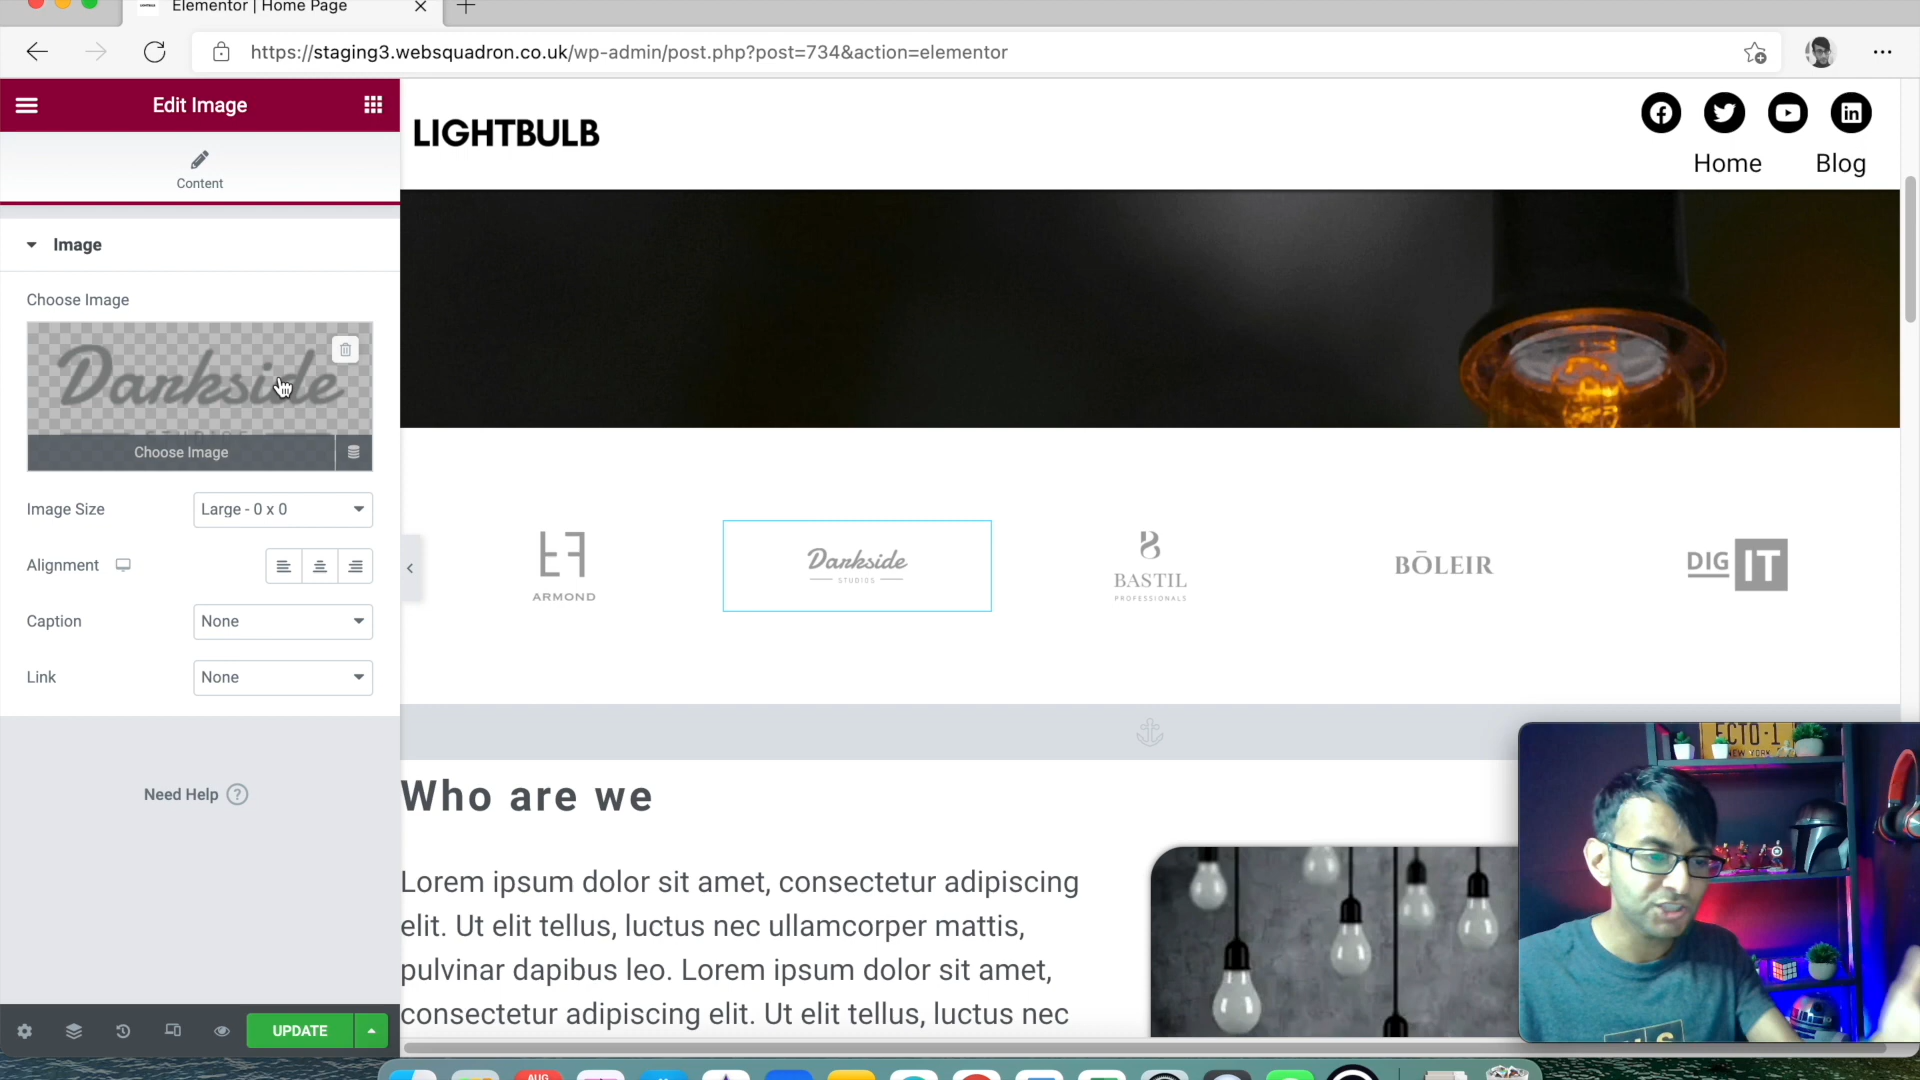 Elementor | Home Page
https://staging3.websquadron.co.uk/wp-admin/post.php?post=734&action=elementor
Edit Image
Content
Image
Choose Image
Darkside
Choose Image
Image Size
Large - 0 x 0
Alignment
Caption
None
Link
None
Need Help ?
UPDATE
LIGHTBULB
Home
Blog
ARMOND
Darkside
STUDIOS
BASTIL
PROFESSIONALS
BŌLEIR
DIG IT
Who are we
Lorem ipsum dolor sit amet, consectetur adipiscing
elit. Ut elit tellus, luctus nec ullamcorper mattis,
pulvinar dapibus leo. Lorem ipsum dolor sit amet,
consectetur adipiscing elit. Ut elit tellus, luctus nec
ECTO-1
NEW YORK
AUG